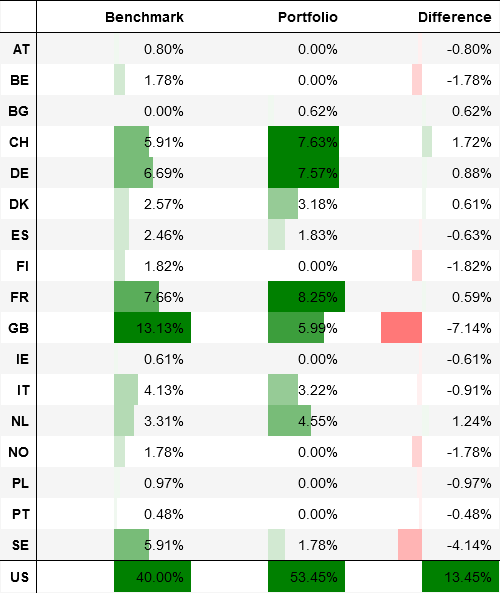 Benchmark Portfolio Difference
AT 0.80% 0.00% -0.80%
BE 1.78% 0.00% -1.78%
BG 0.00% 0.62% 0.62%
CH 5.91% 7.63% 1.72%
DE 6.69% 7.57% 0.88%
DK 2.57% 3.18% 0.61%
ES 2.46% 1.83% -0.63%
FI 1.82% 0.00% -1.82%
FR 7.66% 8.25% 0.59%
GB 13.13% 5.99% -7.14%
IE 0.61% 0.00% -0.61%
IT 4.13% 3.22% -0.91%
NL 3.31% 4.55% 1.24%
NO 1.78% 0.00% -1.78%
PL 0.97% 0.00% -0.97%
PT 0.48% 0.00% -0.48%
SE 5.91% 1.78% -4.14%
US 40.00% 53.45% 13.45%